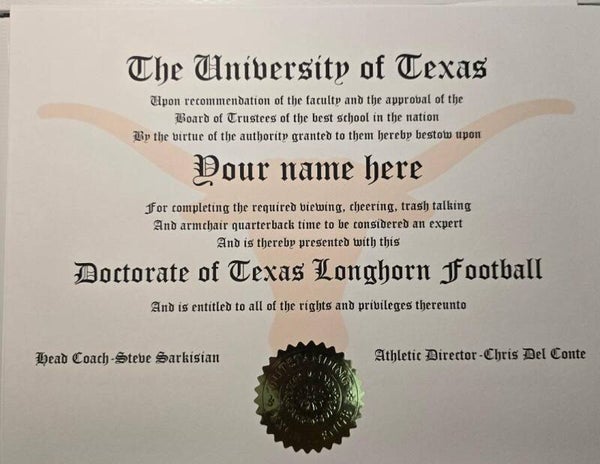 The University of Texas
Upon recommendation of the faculty and the approval of the
Board of Trustees of the best school in the nation
By the virtue of the authority granted to them hereby bestow upon
Your name here
For completing the required viewing, cheering, trash talking
And armchair quarterback time to be considered an expert
And is thereby presented with this
Doctorate of Texas Longhorn Football
And is entitled to all of the rights and privileges thereunto
Head Coach-Steve Sarkisian
Athletic Director-Chris Del Conte